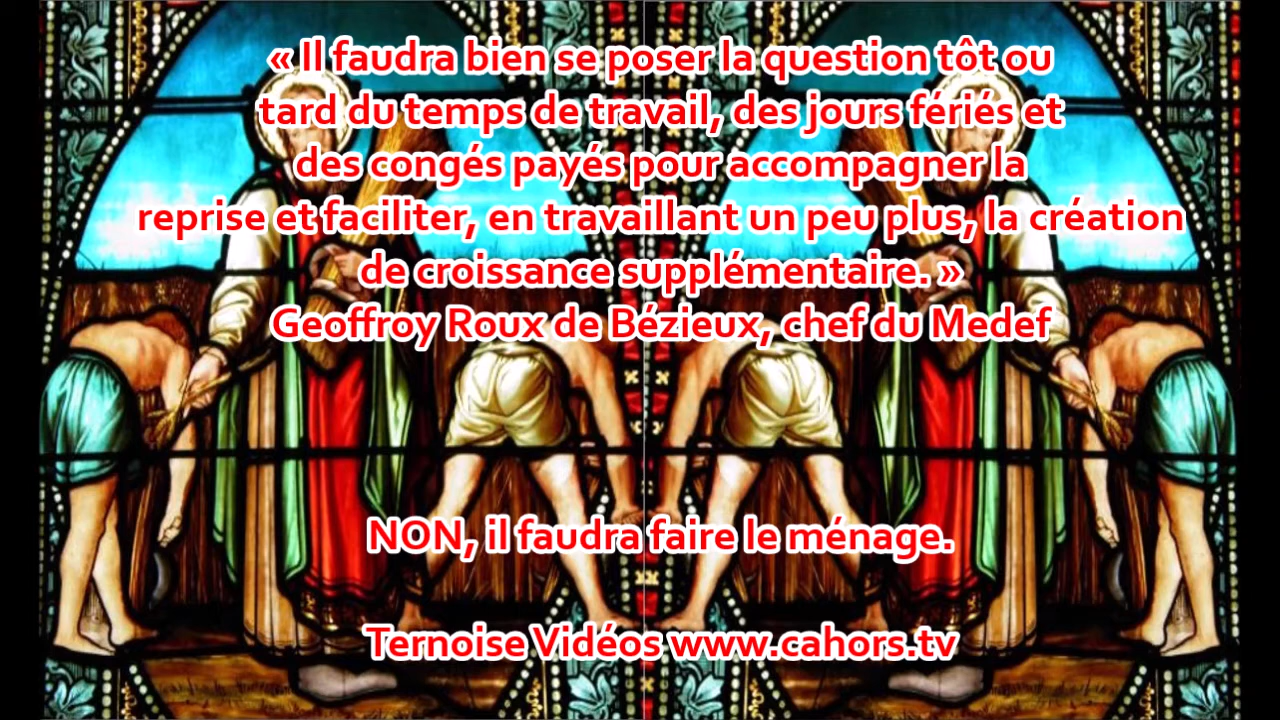 « Il faudra bien se poser la question tôt ou
tard du temps de travail, des jours fériés et
des congés payés pour accompagner la
reprise et faciliter, en travaillant un peu plus, la création
de croissance supplémentaire. »
Geoffroy Roux de Bézieux, chef du Medef
NON, il faudra faire le ménage.
Ternoise Vidéos www.cahors.tv